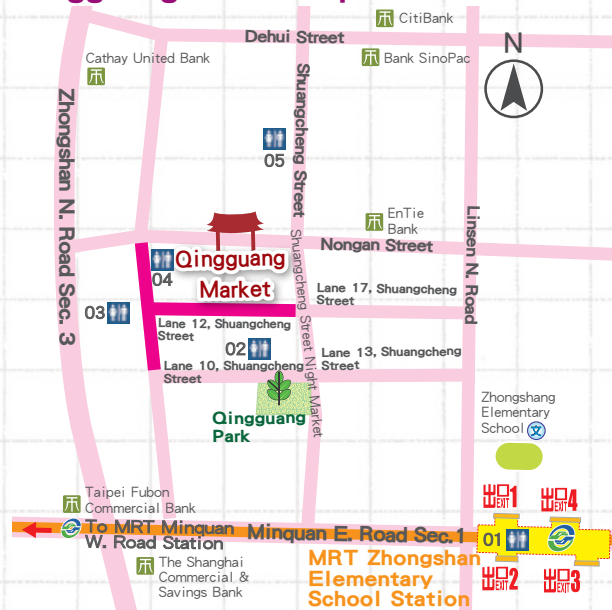 CitiBank
Dehui Street
N
Cathay United Bank
Bank SinoPac
Zhongshan N. Road Sec. 3
Shuangcheng Street
05
EnTie
Bank
Linsen N. Road
Nongan Street
Qingguang
Market
04
Shuangcheng Street Night Market
Lane 17, Shuangcheng
Street
03
Lane 12, Shuangcheng
Street
02
Lane 13, Shuangcheng
Street
Lane 10, Shuangcheng
Street
Qingguang
Park
Zhongshang
Elementary
School
文
Taipei Fubon
Commercial Bank
出口1
EXIT
出口4
EXIT
To MRT Minquan
W. Road Station
Minquan E. Road Sec.1
01
The Shanghai
Commercial &
Savings Bank
MRT Zhongshan
Elementary
School Station
出口2
EXIT
出口3
EXIT